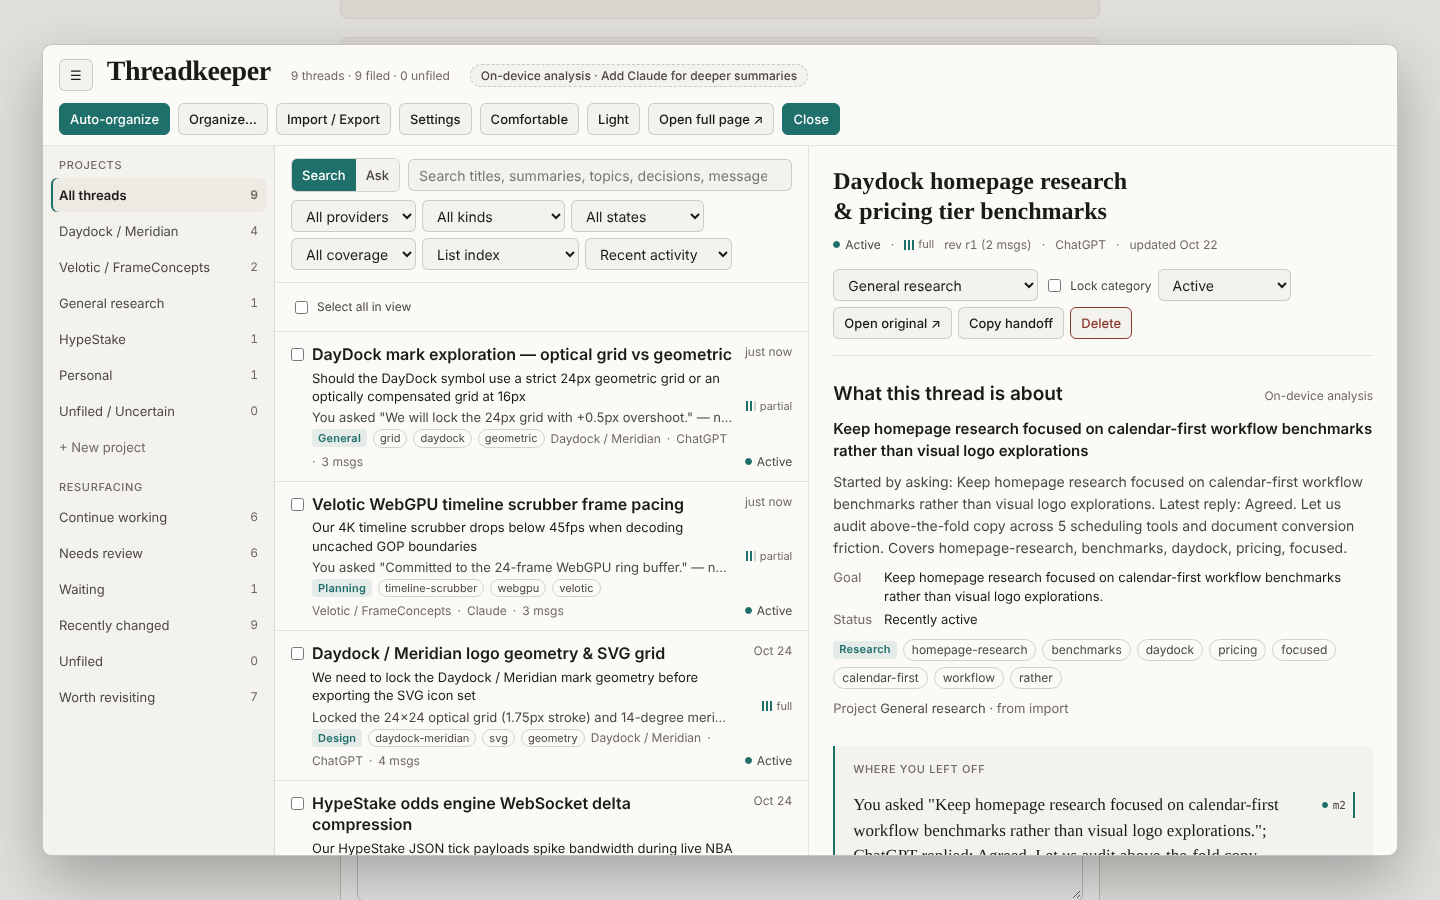 ☰ Threadkeeper 9 threads · 9 filed · 0 unfiled On-device analysis · Add Claude for deeper summaries
Auto-organize Organize... Import / Export Settings Comfortable Light Open full page ↗ Close
PROJECTS
All threads 9
Daydock / Meridian 4
Velotic / FrameConcepts 2
General research 1
HypeStake 1
Personal 1
Unfiled / Uncertain 0
+ New project
RESURFACING
Continue working 6
Needs review 6
Waiting 1
Recently changed 9
Unfiled 0
Worth revisiting 7
Search Ask Search titles, summaries, topics, decisions, message
All providers All kinds All states
All coverage List index Recent activity
Select all in view
DayDock mark exploration — optical grid vs geometric just now
Should the DayDock symbol use a strict 24px geometric grid or an
optically compensated grid at 16px
partial
You asked "We will lock the 24px grid with +0.5px overshoot." — n...
General grid daydock geometric Daydock / Meridian · ChatGPT
· 3 msgs Active
Velotic WebGPU timeline scrubber frame pacing just now
Our 4K timeline scrubber drops below 45fps when decoding
uncached GOP boundaries
partial
You asked "Committed to the 24-frame WebGPU ring buffer." — n...
Planning timeline-scrubber webgpu velotic
Velotic / FrameConcepts · Claude · 3 msgs Active
Daydock / Meridian logo geometry & SVG grid Oct 24
We need to lock the Daydock / Meridian mark geometry before
exporting the SVG icon set
full
Locked the 24×24 optical grid (1.75px stroke) and 14-degree meri...
Design daydock-meridian svg geometry Daydock / Meridian ·
ChatGPT · 4 msgs Active
HypeStake odds engine WebSocket delta Oct 24
compression
Our HypeStake JSON tick payloads spike bandwidth during live NBA
Daydock homepage research
& pricing tier benchmarks
Active · full rev r1 (2 msgs) · ChatGPT · updated Oct 22
General research Lock category Active
Open original ↗ Copy handoff Delete
What this thread is about On-device analysis
Keep homepage research focused on calendar-first workflow benchmarks
rather than visual logo explorations
Started by asking: Keep homepage research focused on calendar-first workflow
benchmarks rather than visual logo explorations. Latest reply: Agreed. Let us
audit above-the-fold copy across 5 scheduling tools and document conversion
friction. Covers homepage-research, benchmarks, daydock, pricing, focused.
Goal Keep homepage research focused on calendar-first workflow benchmarks
rather than visual logo explorations.
Status Recently active
Research homepage-research benchmarks daydock pricing focused
calendar-first workflow rather
Project General research · from import
WHERE YOU LEFT OFF
You asked "Keep homepage research focused on calendar-first m2
workflow benchmarks rather than visual logo explorations.";
ChatGPT replied: Agreed. Let us audit above-the-fold copy